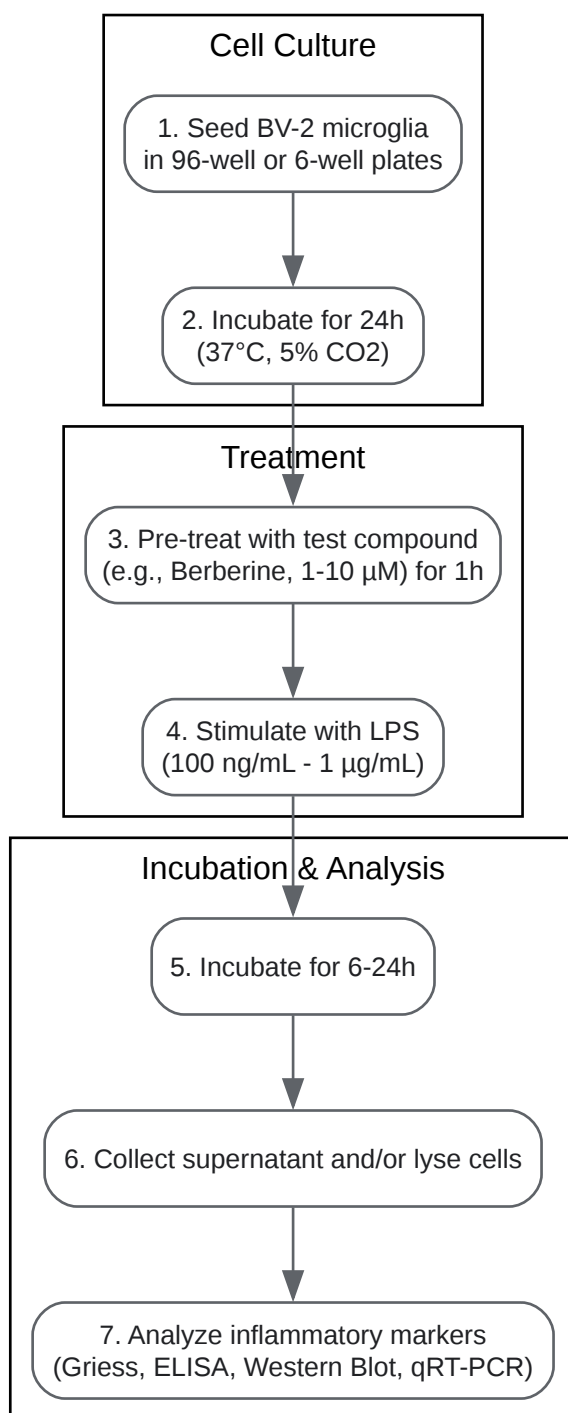 Cell Culture
1. Seed BV-2 microglia
in 96-well or 6-well plates
2. Incubate for 24h
(37°C, 5% CO2)
Treatment
3. Pre-treat with test compound
(e.g., Berberine, 1-10 µM) for 1h
4. Stimulate with LPS
(100 ng/mL - 1 µg/mL)
Incubation & Analysis
5. Incubate for 6-24h
6. Collect supernatant and/or lyse cells
7. Analyze inflammatory markers
(Griess, ELISA, Western Blot, qRT-PCR)